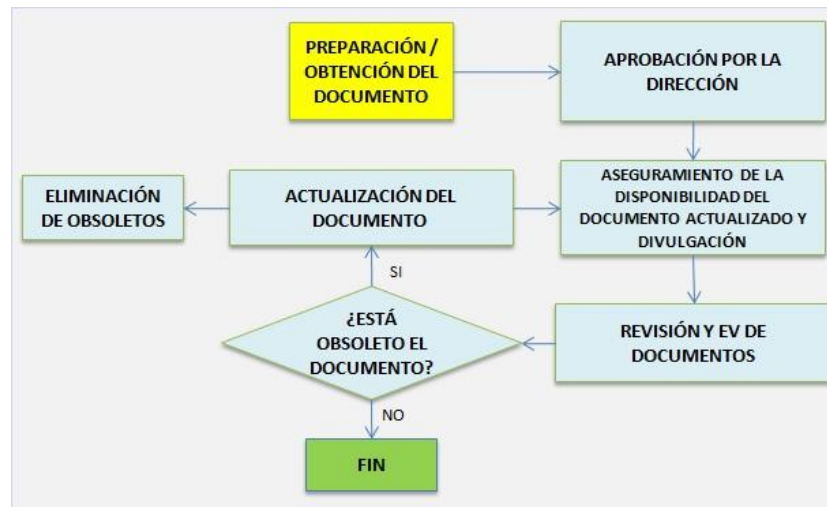 PREPARACIÓN /
OBTENCIÓN DEL
DOCUMENTO
APROBACIÓN POR LA
DIRECCIÓN
ELIMINACIÓN
DE OBSOLETOS
ACTUALIZACIÓN DEL
DOCUMENTO
ASEGURAMIENTO DE LA
DISPONIBILIDAD DEL
DOCUMENTO ACTUALIZADO Y
DIVULGACIÓN
SI
¿ESTÁ
OBSOLETO EL
DOCUMENTO?
REVISIÓN Y EV DE
DOCUMENTOS
NO
FIN